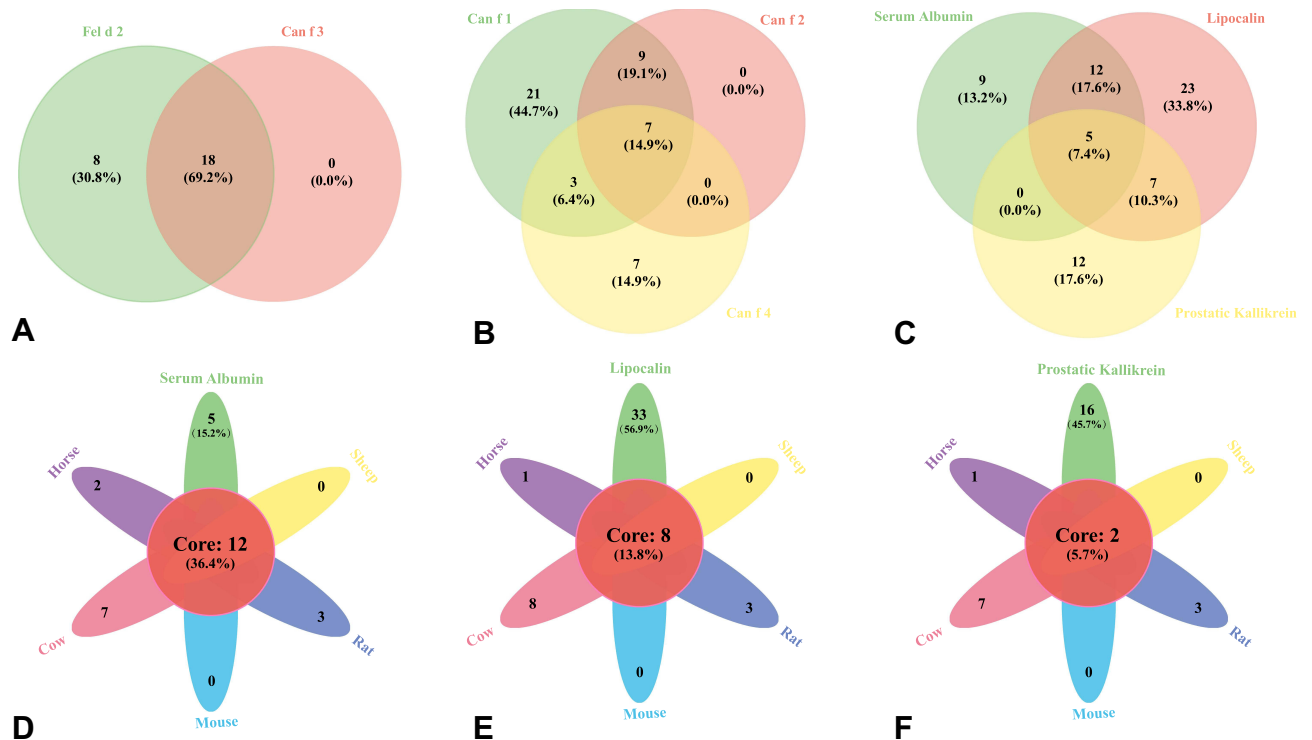 Fel d 2
Can f 3
8
(30.8%)
18
(69.2%)
0
(0.0%)
A
Can f 1
Can f 2
9
(19.1%)
0
(0.0%)
21
(44.7%)
7
(14.9%)
3
(6.4%)
0
(0.0%)
7
(14.9%)
Can f 4
B
Serum Albumin
Lipocalin
9
(13.2%)
12
(17.6%)
23
(33.8%)
5
(7.4%)
0
(0.0%)
7
(10.3%)
12
(17.6%)
Prostatic Kallikrein
C
Serum Albumin
5
(15.2%)
Horse
2
Sheep
0
Core: 12
(36.4%)
Cow
7
Rat
3
0
Mouse
D
Lipocalin
33
(56.9%)
Horse
1
Sheep
0
Core: 8
(13.8%)
Cow
8
Rat
3
0
Mouse
E
Prostatic Kallikrein
16
(45.7%)
Horse
1
Sheep
0
Core: 2
(5.7%)
Cow
7
Rat
3
0
Mouse
F